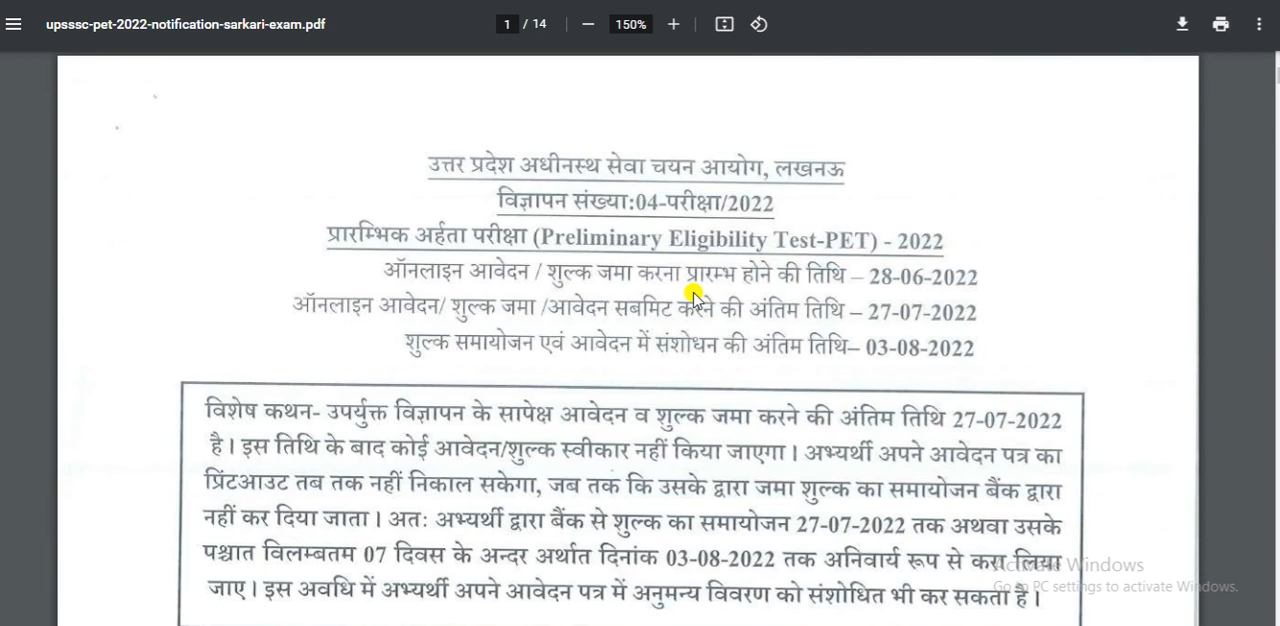 upsssc-pet-2022-notification-sarkari-exam.pdf
1 / 14
150%
उत्तर प्रदेश अधीनस्थ सेवा चयन आयोग, लखनऊ
विज्ञापन संख्या:04-परीक्षा/2022
प्रारम्भिक अर्हता परीक्षा (Preliminary Eligibility Test-PET) - 2022
ऑनलाइन आवेदन / शुल्क जमा करना प्रारम्भ होने की तिथि – 28-06-2022
ऑनलाइन आवेदन/ शुल्क जमा /आवेदन सबमिट करने की अंतिम तिथि – 27-07-2022
शुल्क समायोजन एवं आवेदन में संशोधन की अंतिम तिथि– 03-08-2022
विशेष कथन- उपर्युक्त विज्ञापन के सापेक्ष आवेदन व शुल्क जमा करने की अंतिम तिथि 27-07-2022
है। इस तिथि के बाद कोई आवेदन/शुल्क स्वीकार नहीं किया जाएगा। अभ्यर्थी अपने आवेदन पत्र का
प्रिंटआउट तब तक नहीं निकाल सकेगा, जब तक कि उसके द्वारा जमा शुल्क का समायोजन बैंक द्वारा
नहीं कर दिया जाता। अतः अभ्यर्थी द्वारा बैंक से शुल्क का समायोजन 27-07-2022 तक अथवा उसके
पश्चात विलम्बतम 07 दिवस के अन्दर अर्थात दिनांक 03-08-2022 तक अनिवार्य रूप से करा लिया
जाए। इस अवधि में अभ्यर्थी अपने आवेदन पत्र में अनुमन्य विवरण को संशोधित भी कर सकता है।
Activate Windows
Go to PC settings to activate Windows.